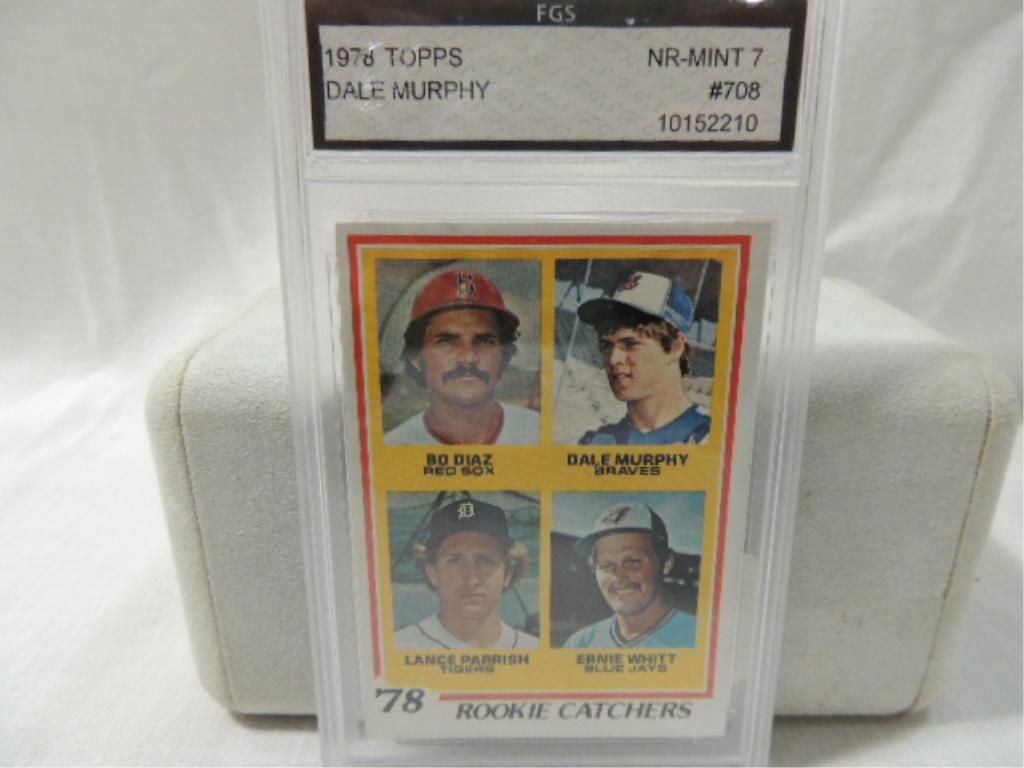 FGS
1978 TOPPS NR-MINT 7
DALE MURPHY #708
10152210
BO DIAZ DALE MURPHY
RED SOX BRAVES
LANCE PARRISH ERNIE WHITT
TIGERS BLUE JAYS
'78 ROOKIE CATCHERS